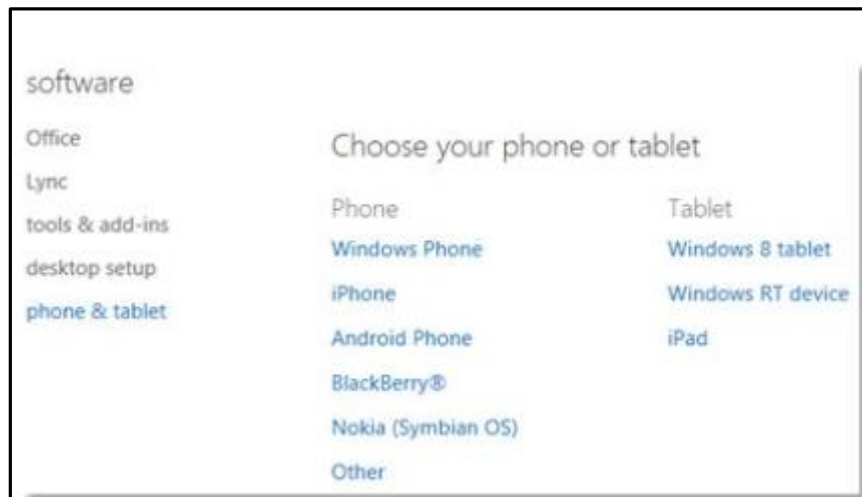 software
Office
Lync
tools & add-ins
desktop setup
phone & tablet
Choose your phone or tablet
Phone
Windows Phone
iPhone
Android Phone
BlackBerry®
Nokia (Symbian OS)
Other
Tablet
Windows 8 tablet
Windows RT device
iPad